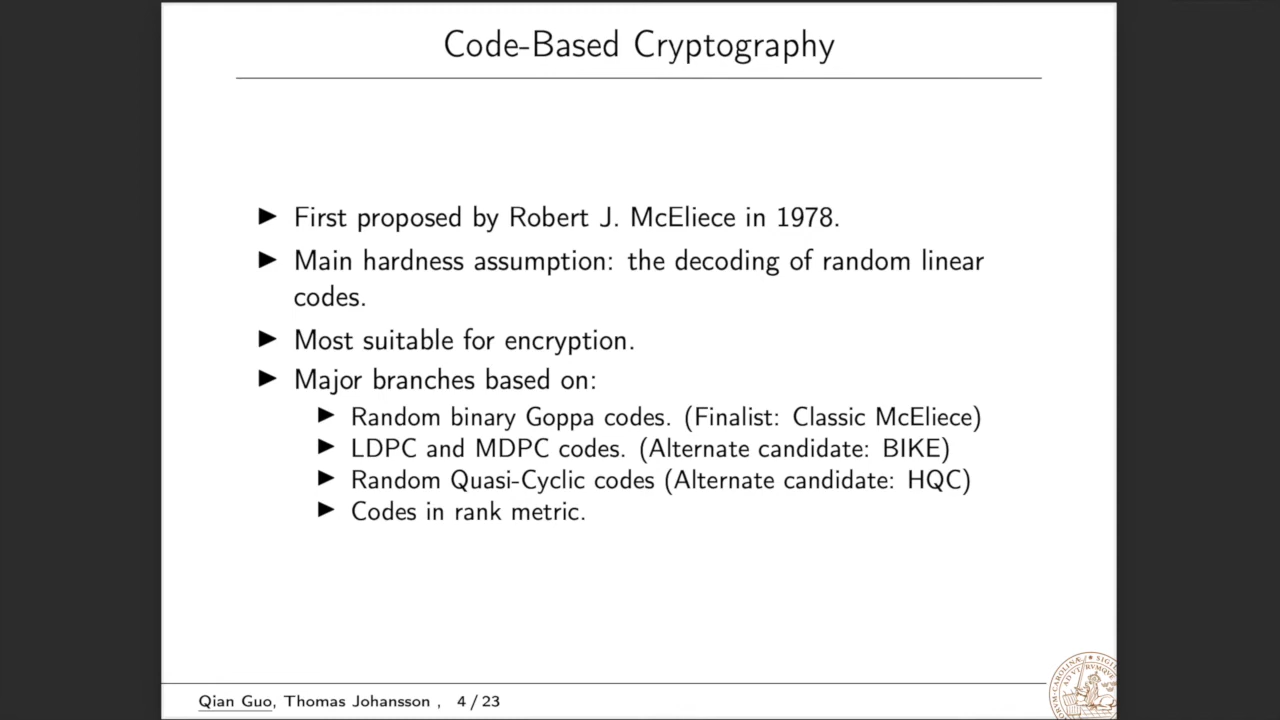 Code-Based Cryptography
▶ First proposed by Robert J. McEliece in 1978.
▶ Main hardness assumption: the decoding of random linear
codes.
▶ Most suitable for encryption.
▶ Major branches based on:
▶ Random binary Goppa codes. (Finalist: Classic McEliece)
▶ LDPC and MDPC codes. (Alternate candidate: BIKE)
▶ Random Quasi-Cyclic codes (Alternate candidate: HQC)
▶ Codes in rank metric.
Qian Guo, Thomas Johansson , 4 / 23